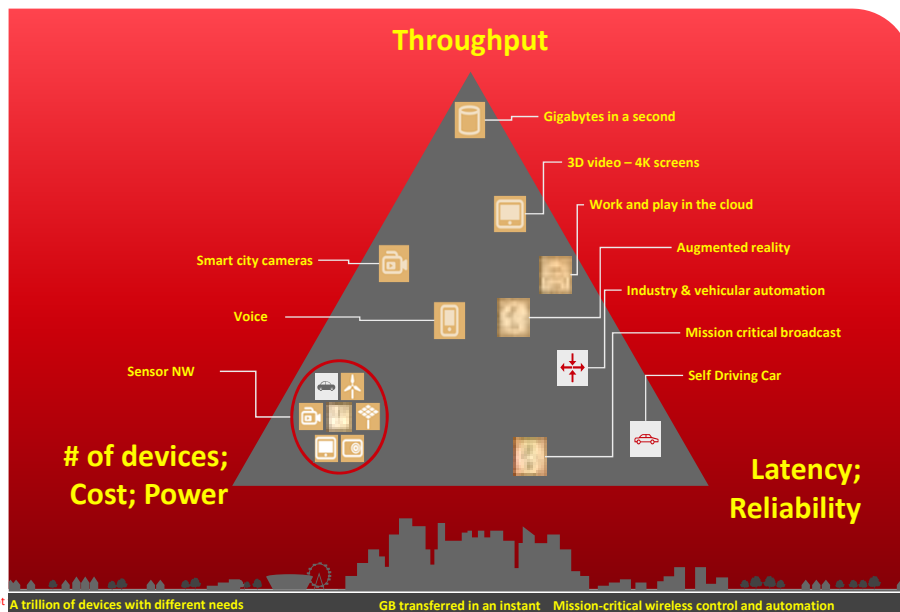 Throughput
Gigabytes in a second
3D video – 4K screens
Work and play in the cloud
Augmented reality
Smart city cameras
Industry & vehicular automation
Voice
Mission critical broadcast
Sensor NW
Self Driving Car
# of devices;
Cost; Power
Latency;
Reliability
A trillion of devices with different needs
GB transferred in an instant
Mission-critical wireless control and automation